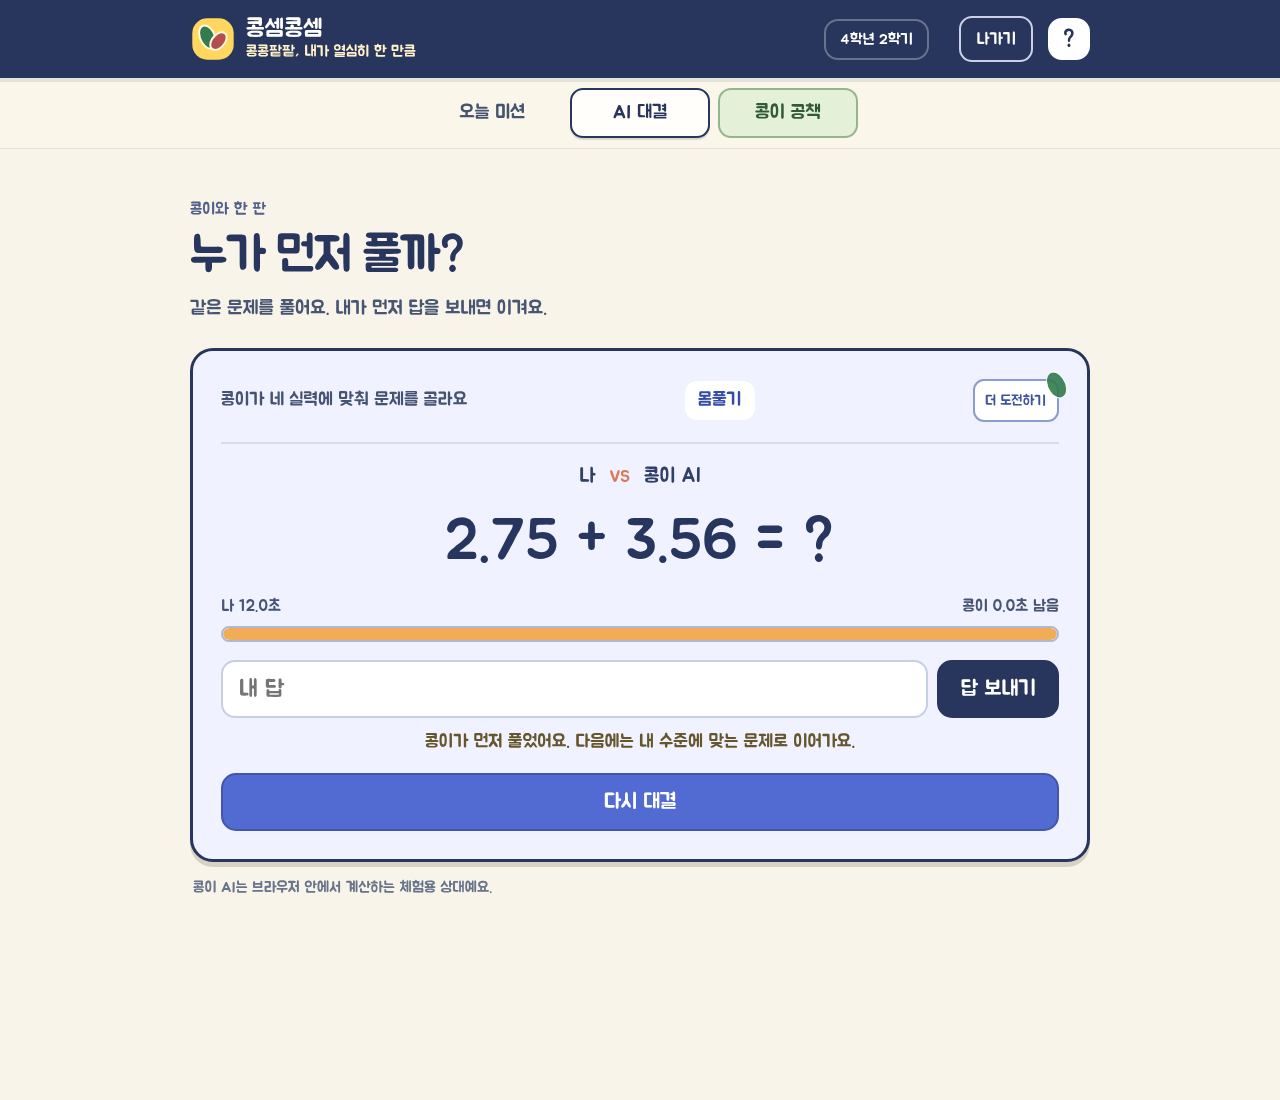 콩셈콩셈
콩콩팥팥, 내가 열심히 한 만큼
4학년 2학기
나가기
?
오늘 미션
AI 대결
콩이 공책
콩이와 한 판
누가 먼저 풀까?
같은 문제를 풀어요. 내가 먼저 답을 보내면 이겨요.
콩이가 네 실력에 맞춰 문제를 골라요
몸풀기
더 도전하기
나 VS 콩이 AI
2.75 + 3.56 = ?
나 12.0초
콩이 0.0초 남음
내 답
답 보내기
콩이가 먼저 풀었어요. 다음에는 내 수준에 맞는 문제로 이어가요.
다시 대결
콩이 AI는 브라우저 안에서 계산하는 체험용 상대예요.